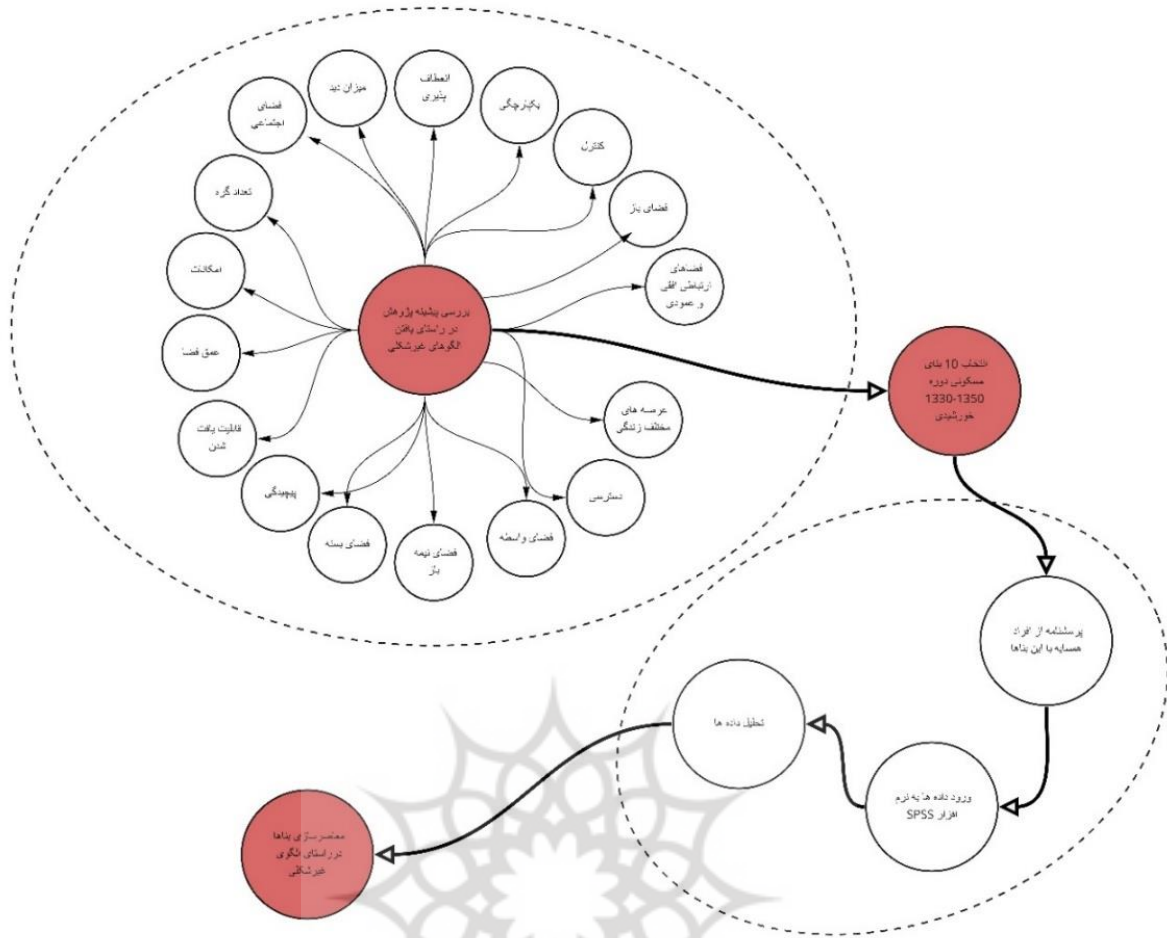 انعطاف
پذیری
میزان دید
فضای
اجتماعی
یکپارچگی
کنترل
تعداد گره
فضای باز
امکانات
فضاهای
ارتباطی افقی
و عمودی
بررسی پیشینه پژوهش
در راستای یافتن
الگوهای غیرشکلی
عمق فضا
انتخاب 10 بنای
مسکونی دوره
1330-1350
خورشیدی
عرصه های
مختلف زندگی
قابلیت یافت
شدن
پیچیدگی
دسترسی
فضای بسته
فضای نیمه
باز
فضای واسطه
پرسشنامه از افراد
همسایه با این بناها
تحلیل داده ها
ورود داده ها به نرم
افزار SPSS
معاصرسازی بناها
در راستای الگوی
غیرشکلی